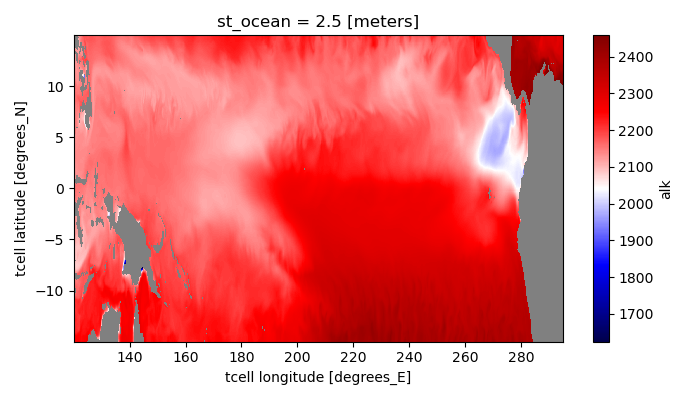 st_ocean = 2.5 [meters]
tcell latitude [degrees_N]
10
5
0
−5
−10
140 160 180 200 220 240 260 280
tcell longitude [degrees_E]
2400
2300
2200
2100
2000
1900
1800
1700
alk